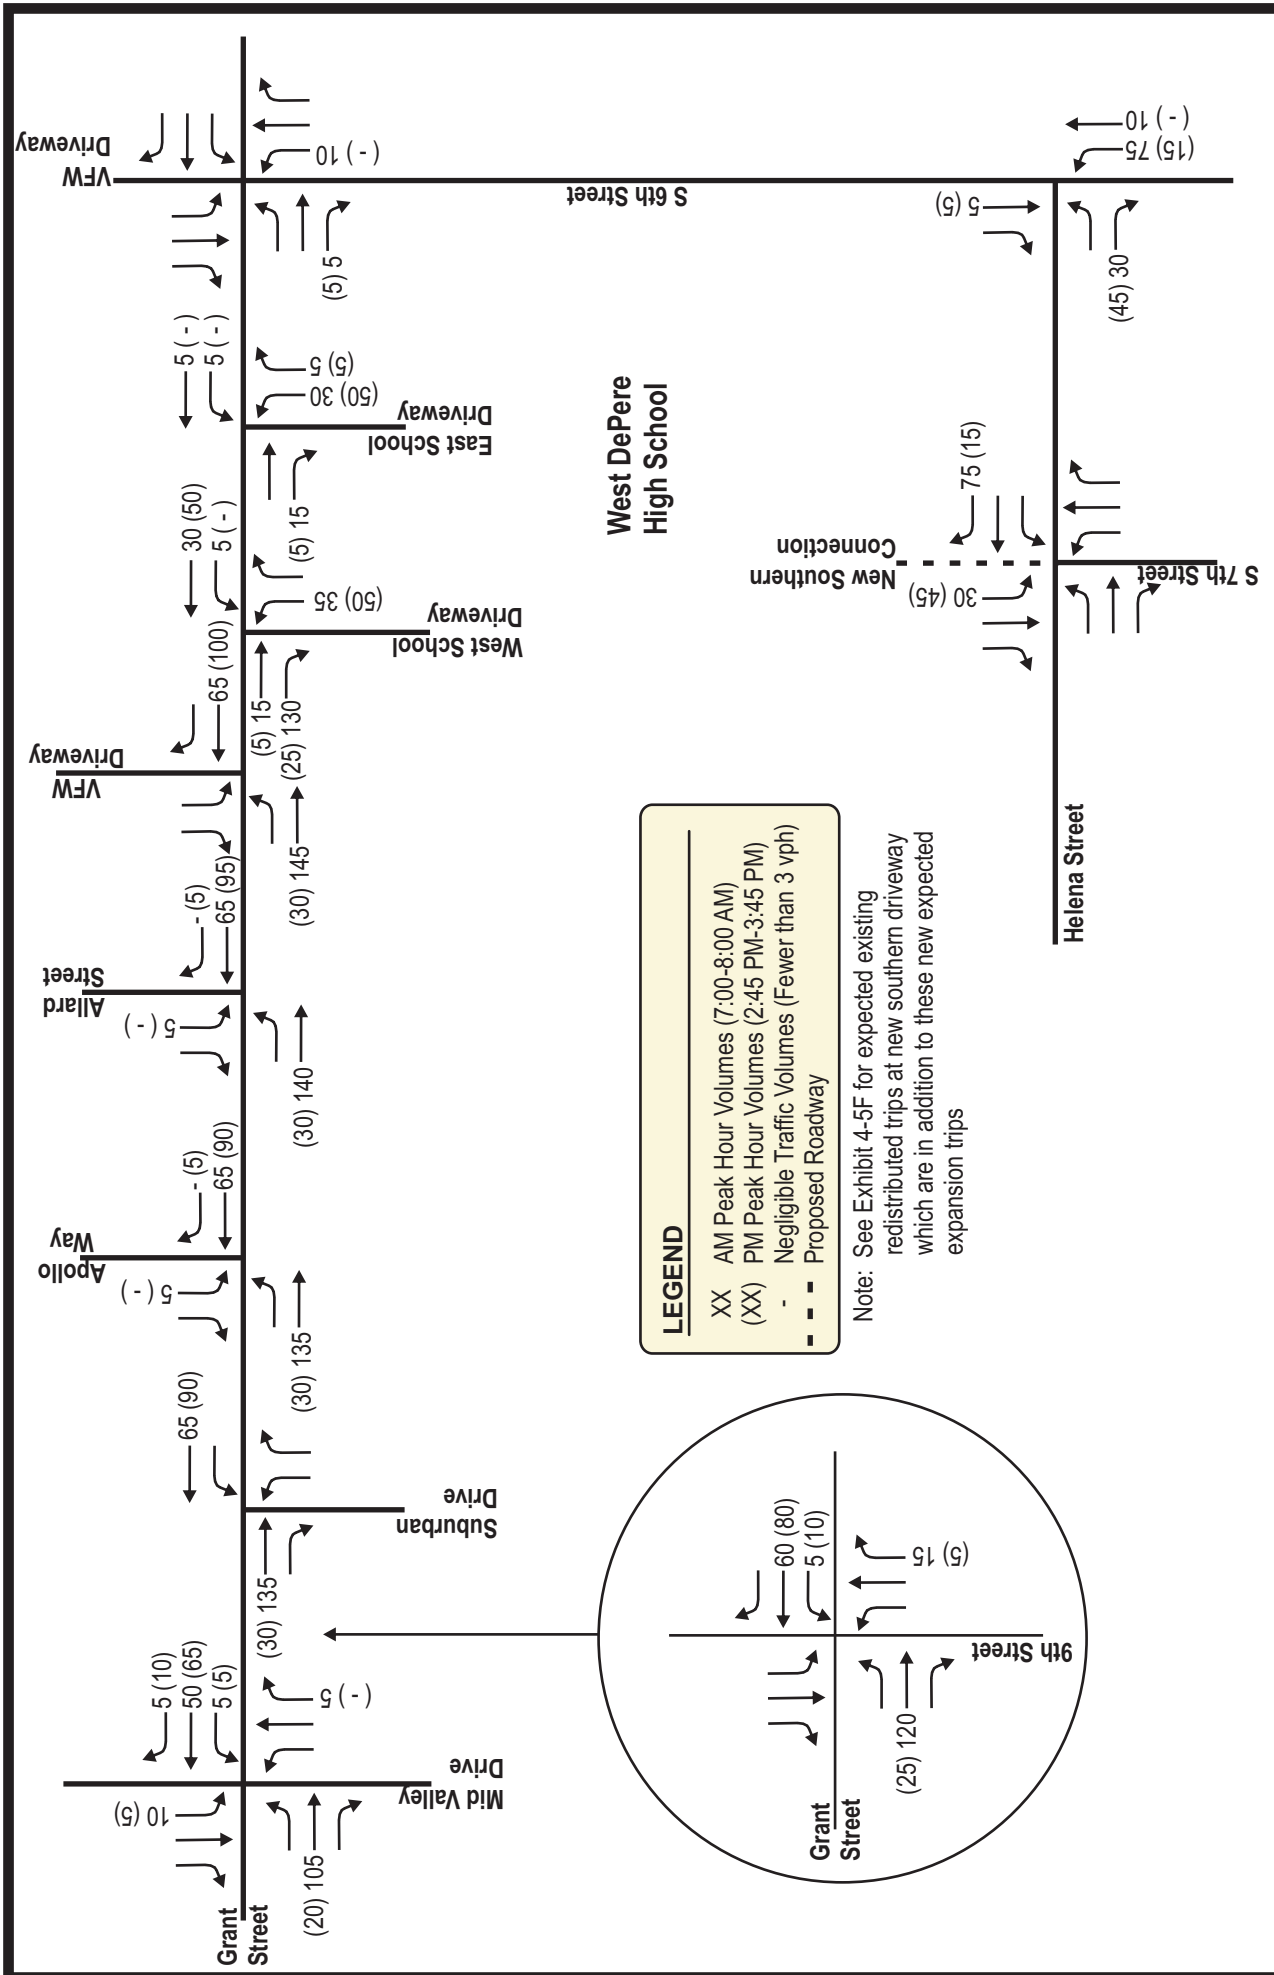 VFW
Driveway
( - ) 10
(5) 5
S 6th Street
5 (5)
( - ) 10
(15) 75
(45) 30
5 ( - )
5 ( - )
(5) 5
(50) 30
East School
Driveway
(5) 15
30 (50)
5 ( - )
(50) 35
West School
Driveway
(5) 15
(25) 130
West DePere
High School
New Southern
Connection
75 (15)
30 (45)
S 7th Street
Helena Street
VFW
Driveway
65 (100)
(30) 145
Allard
Street
- (5)
65 (95)
5 ( - )
(30) 140
Apollo
Way
- (5)
65 (90)
5 ( - )
(30) 135
65 (90)
Suburban
Drive
(30) 135
5 (10)
50 (65)
5 (5)
( - ) 5
Mid Valley
Drive
10 (5)
(20) 105
Grant
Street
60 (80)
5 (10)
(5) 15
9th Street
(25) 120
Grant
Street
LEGEND
XX AM Peak Hour Volumes (7:00-8:00 AM)
(XX) PM Peak Hour Volumes (2:45 PM-3:45 PM)
- Negligible Traffic Volumes (Fewer than 3 vph)
Proposed Roadway
Note: See Exhibit 4-5F for expected existing
redistributed trips at new southern driveway
which are in addition to these new expected
expansion trips